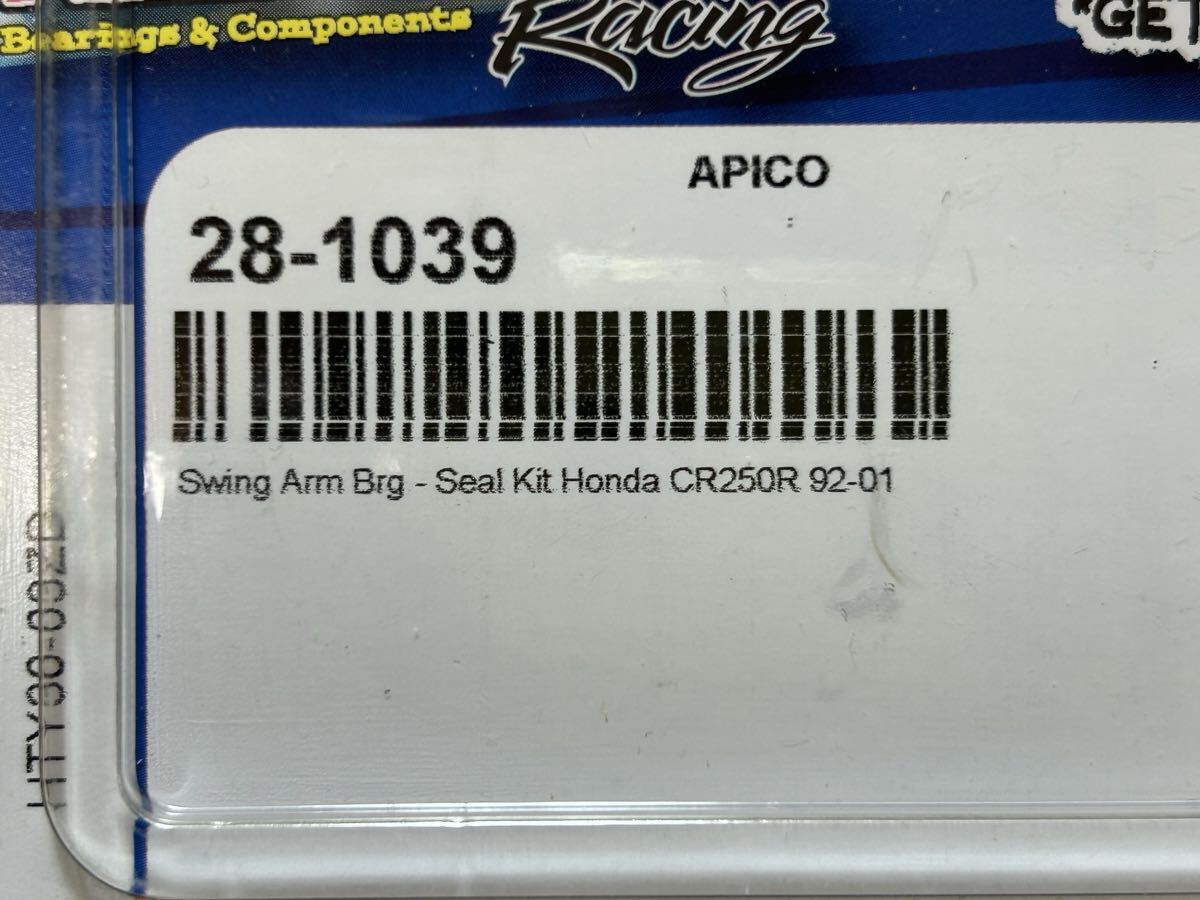 Bearings & Components
Racing
"GET
APICO
28-1039
Swing Arm Brg - Seal Kit Honda CR250R 92-01